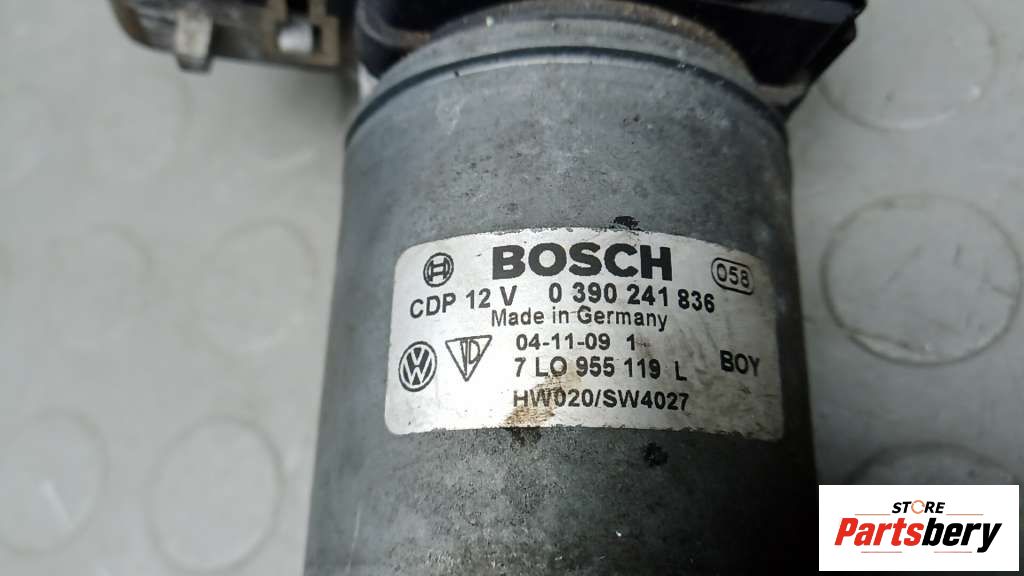 BOSCH 058
CDP 12 V 0 390 241 836
Made in Germany
04-11-09 1
7 L0 955 119 L BOY
HW020/SW4027
STORE
Partsbery